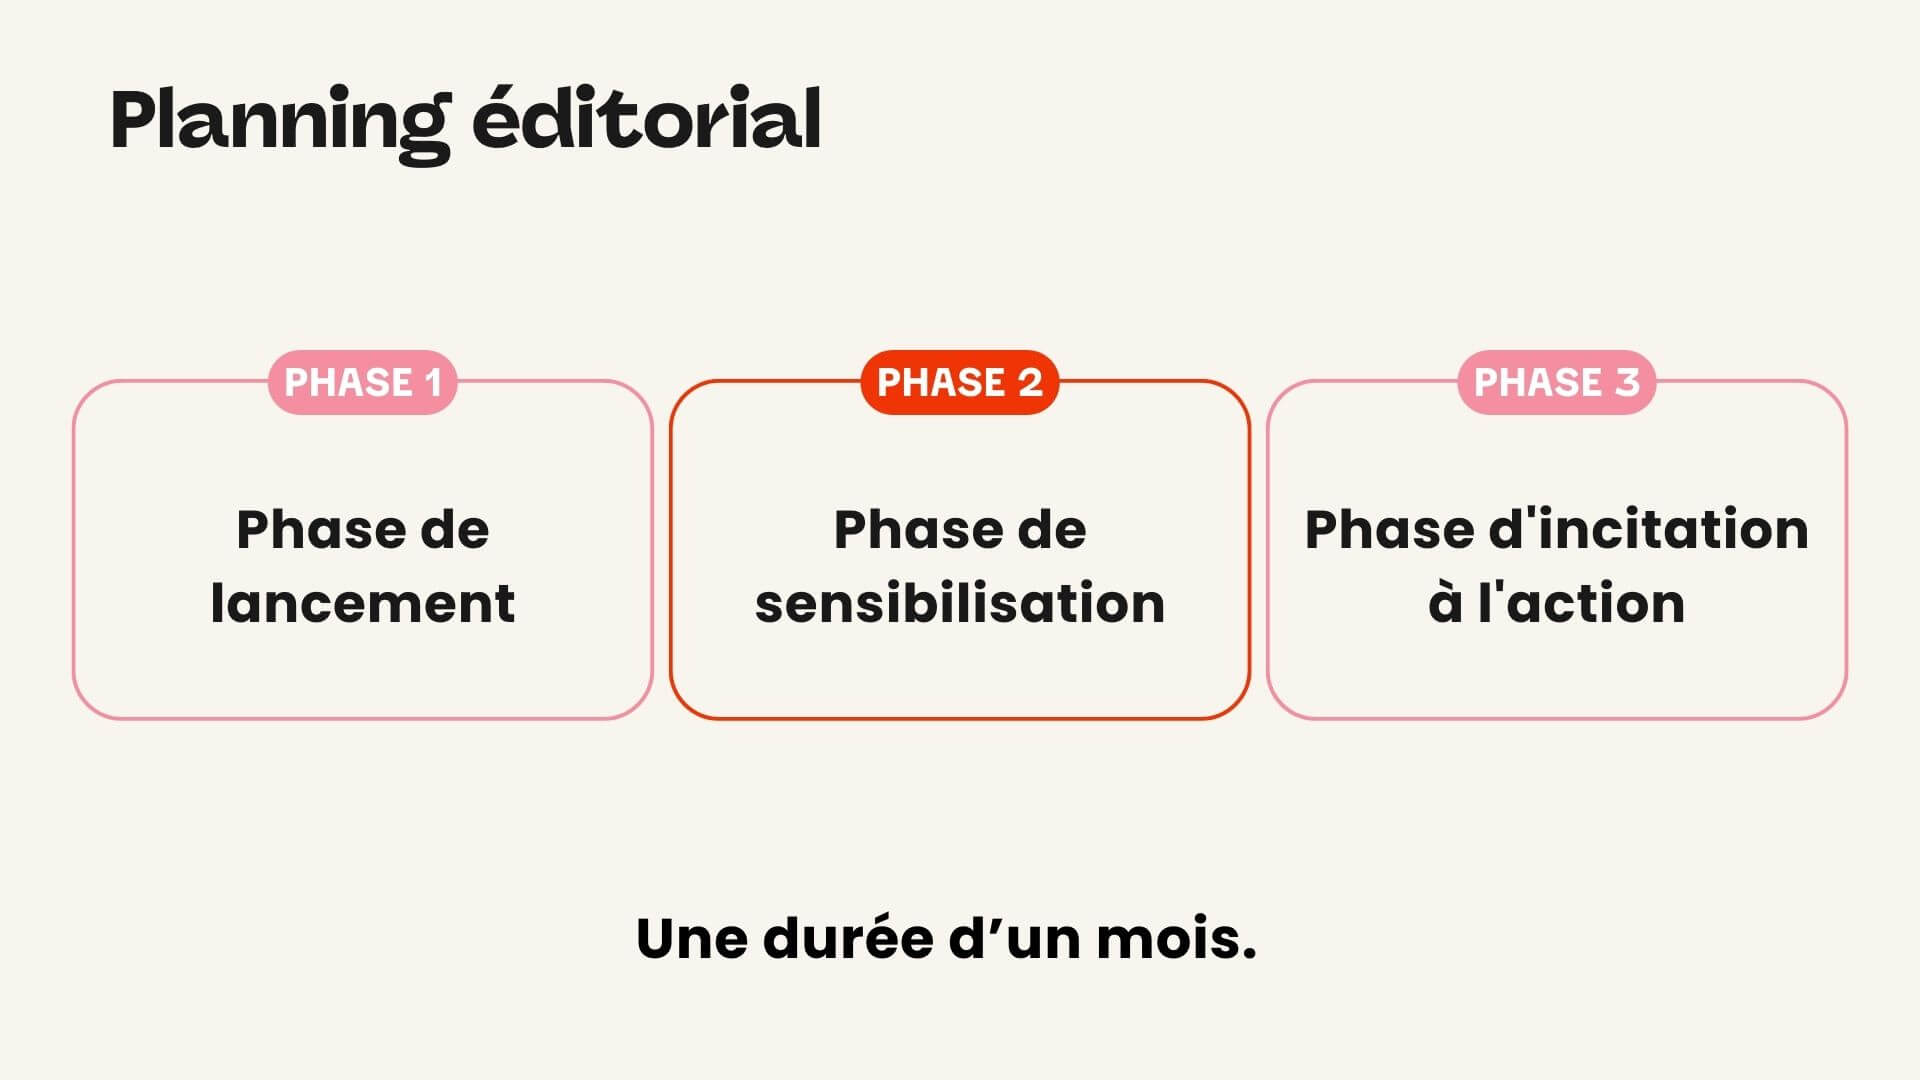 Planning éditorial
PHASE 1
Phase de
lancement
PHASE 2
Phase de
sensibilisation
PHASE 3
Phase d'incitation
à l'action
Une durée d’un mois.